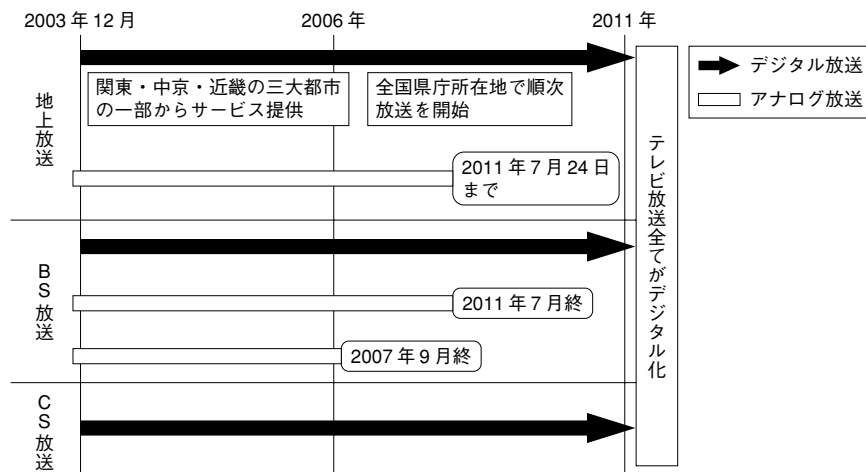 2003 年 12 月
2006 年
2011 年
デジタル放送
アナログ放送
地上放送
関東・中京・近畿の三大都市
の一部からサービス提供
全国県庁所在地で順次
放送を開始
2011 年 7 月 24 日
まで
BS放送
2011 年 7 月終
2007 年 9 月終
CS放送
テレビ放送全てがデジタル化